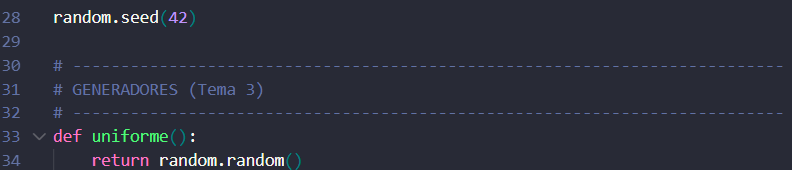 28 random.seed(42)
29
30 # --------------------------------------------------------------------------
31 # GENERADORES (Tema 3)
32 # --------------------------------------------------------------------------
33 def uniforme():
34 return random.random()